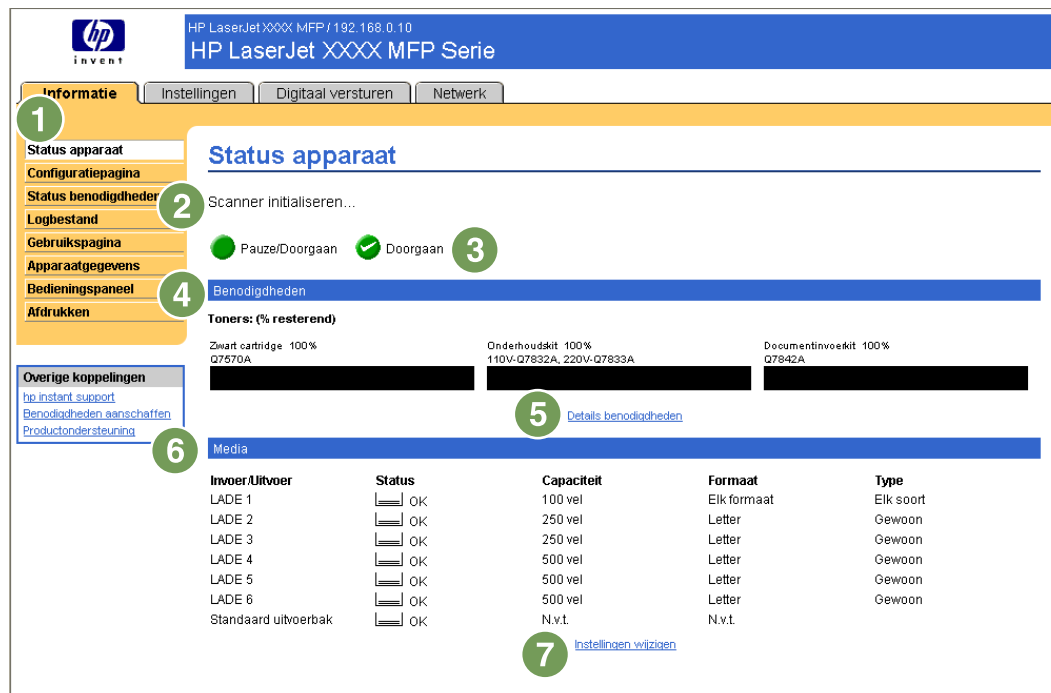 hp
invent
HP LaserJet XXXX MFP / 192.168.0.10
HP LaserJet XXXX MFP Serie
Informatie Instellingen Digitaal versturen Netwerk
1
Status apparaat
Configuratiepagina
Status benodigdheden
Logbestand
Gebruikspagina
Apparaatgegevens
Bedieningspaneel
Afdrukken
Overige koppelingen
hp instant support
Benodigdheden aanschaffen
Productondersteuning
Status apparaat
2 Scanner initialiseren...
Pauze/Doorgaan Doorgaan 3
4 Benodigdheden
Toners: (% resterend)
Zwart cartridge 100% Onderhoudskit 100% Documentinvoerkit 100%
Q7570A 110V-Q7832A, 220V-Q7833A Q7842A
5 Details benodigdheden
6 Media
Invoer/Uitvoer Status Capaciteit Formaat Type
LADE 1 OK 100 vel Elk formaat Elk soort
LADE 2 OK 250 vel Letter Gewoon
LADE 3 OK 250 vel Letter Gewoon
LADE 4 OK 500 vel Letter Gewoon
LADE 5 OK 500 vel Letter Gewoon
LADE 6 OK 500 vel Letter Gewoon
Standaard uitvoerbak OK N.v.t. N.v.t.
7 Instellingen wijzigen